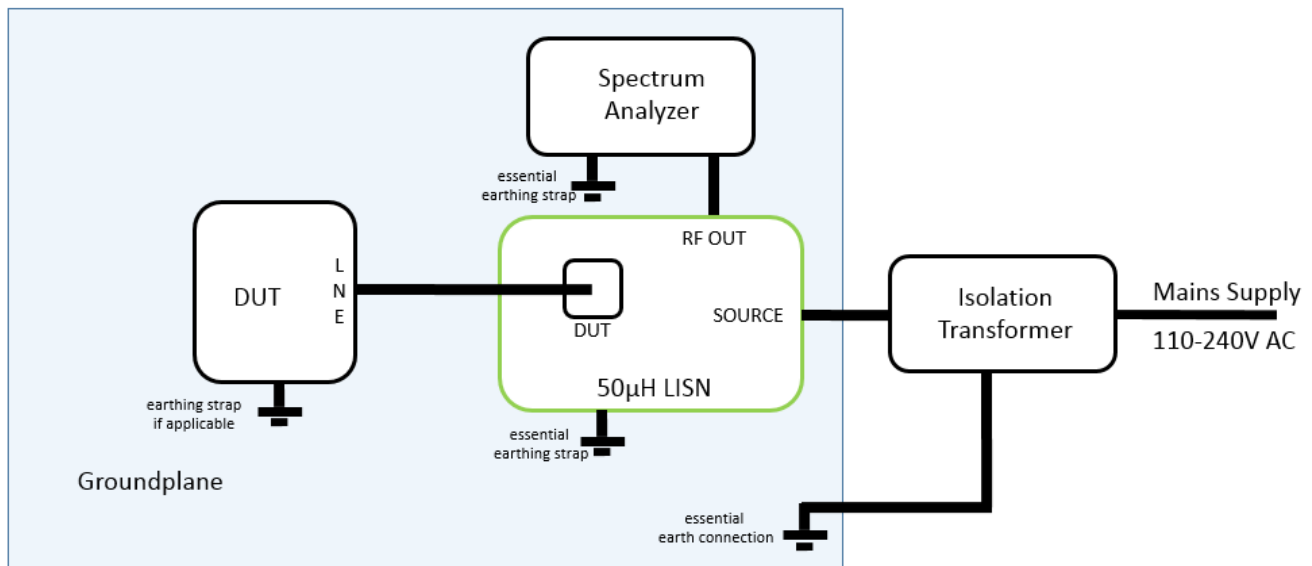 Spectrum
Analyzer
essential
earthing strap
RF OUT
L
N
E
DUT
DUT
SOURCE
50µH LISN
Isolation
Transformer
Mains Supply
110-240V AC
earthing strap
if applicable
essential
earthing strap
Groundplane
essential
earth connection